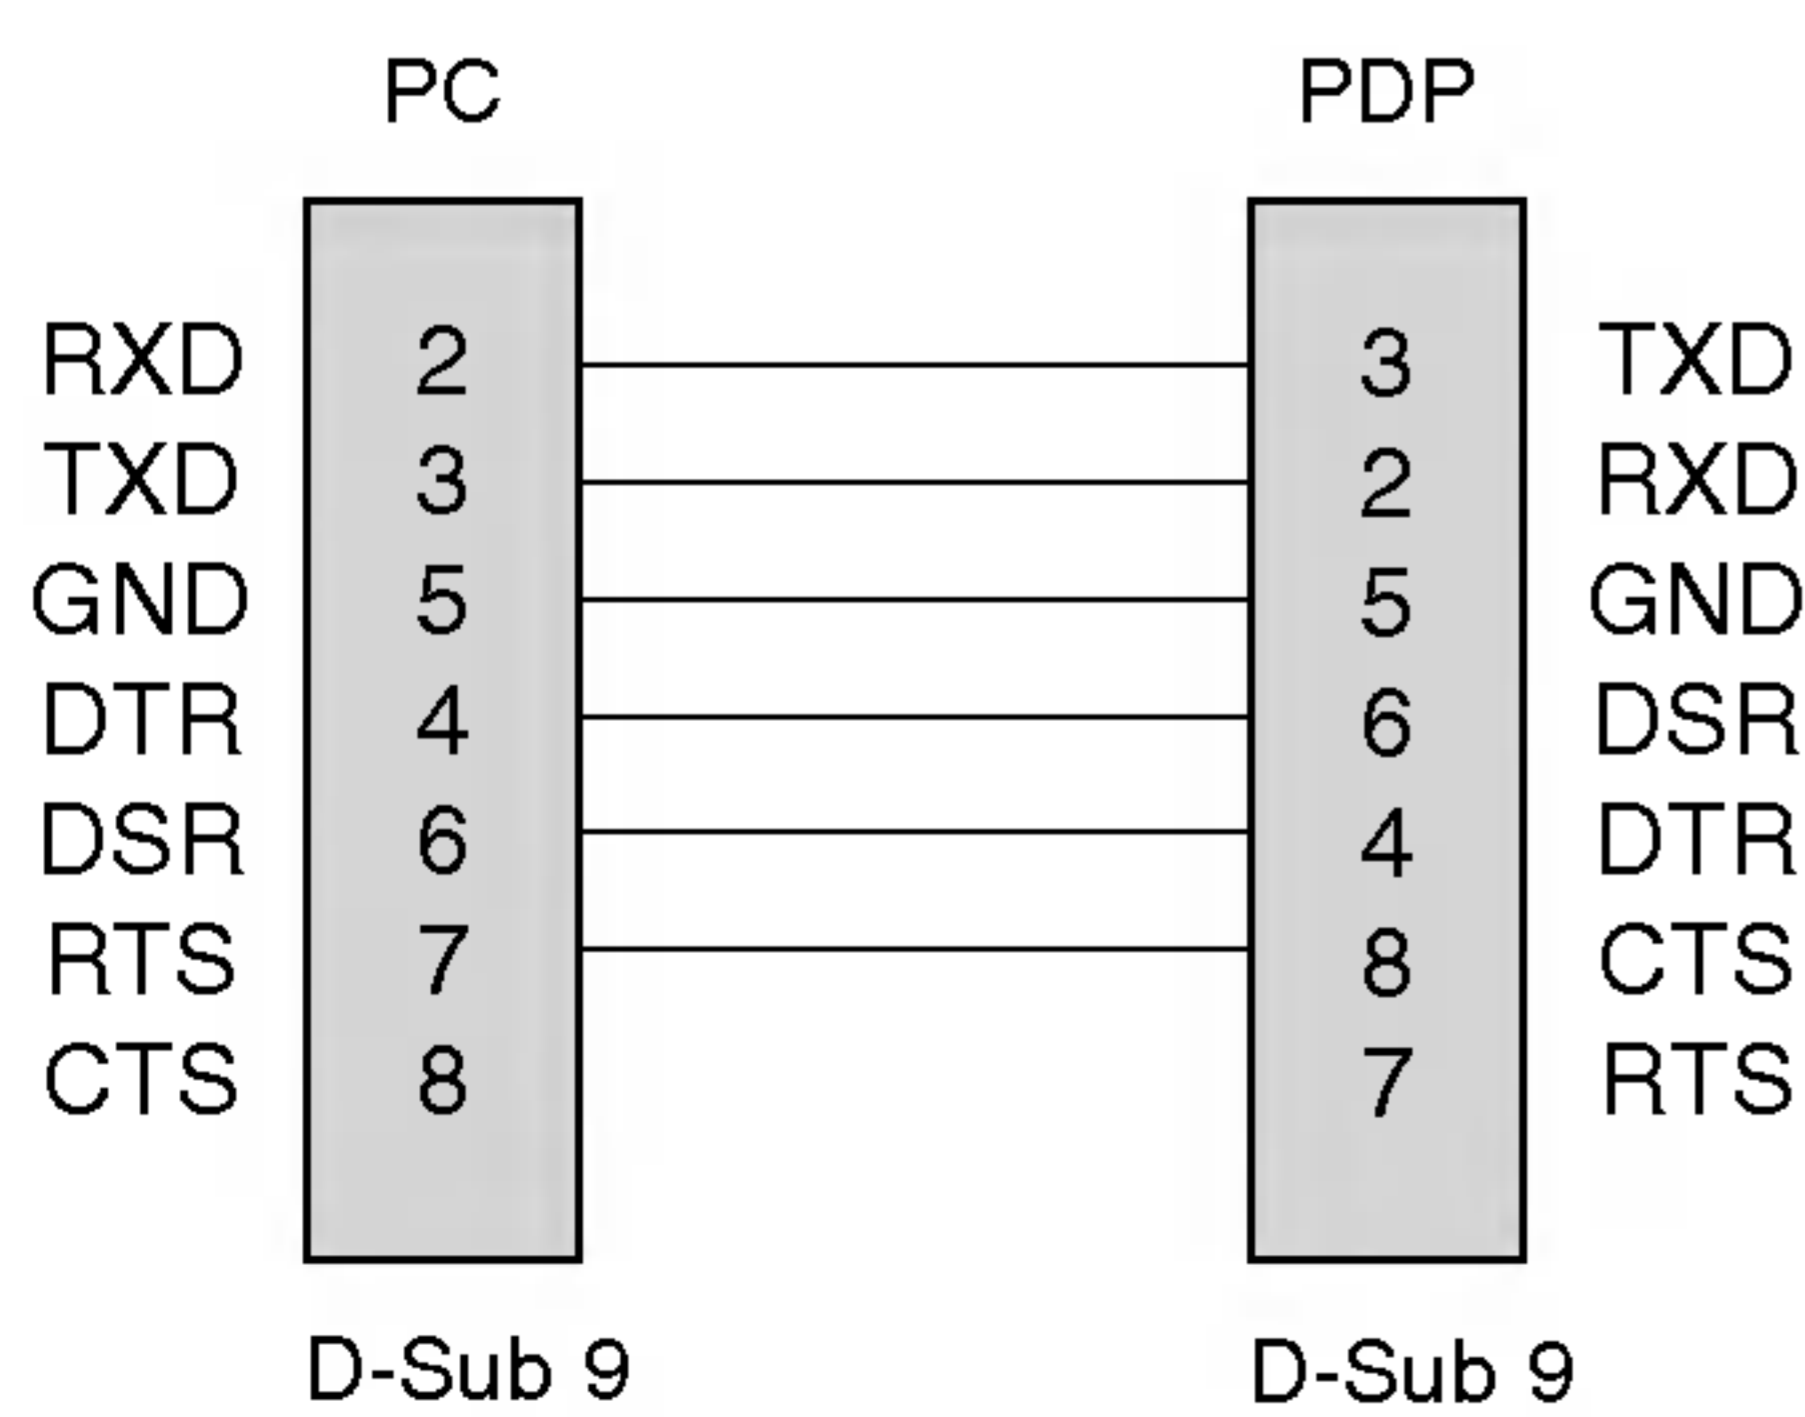 PC PDP
RXD 2 3 TXD
TXD 3 2 RXD
GND 5 5 GND
DTR 4 6 DSR
DSR 6 4 DTR
RTS 7 8 CTS
CTS 8 7 RTS
D-Sub 9 D-Sub 9